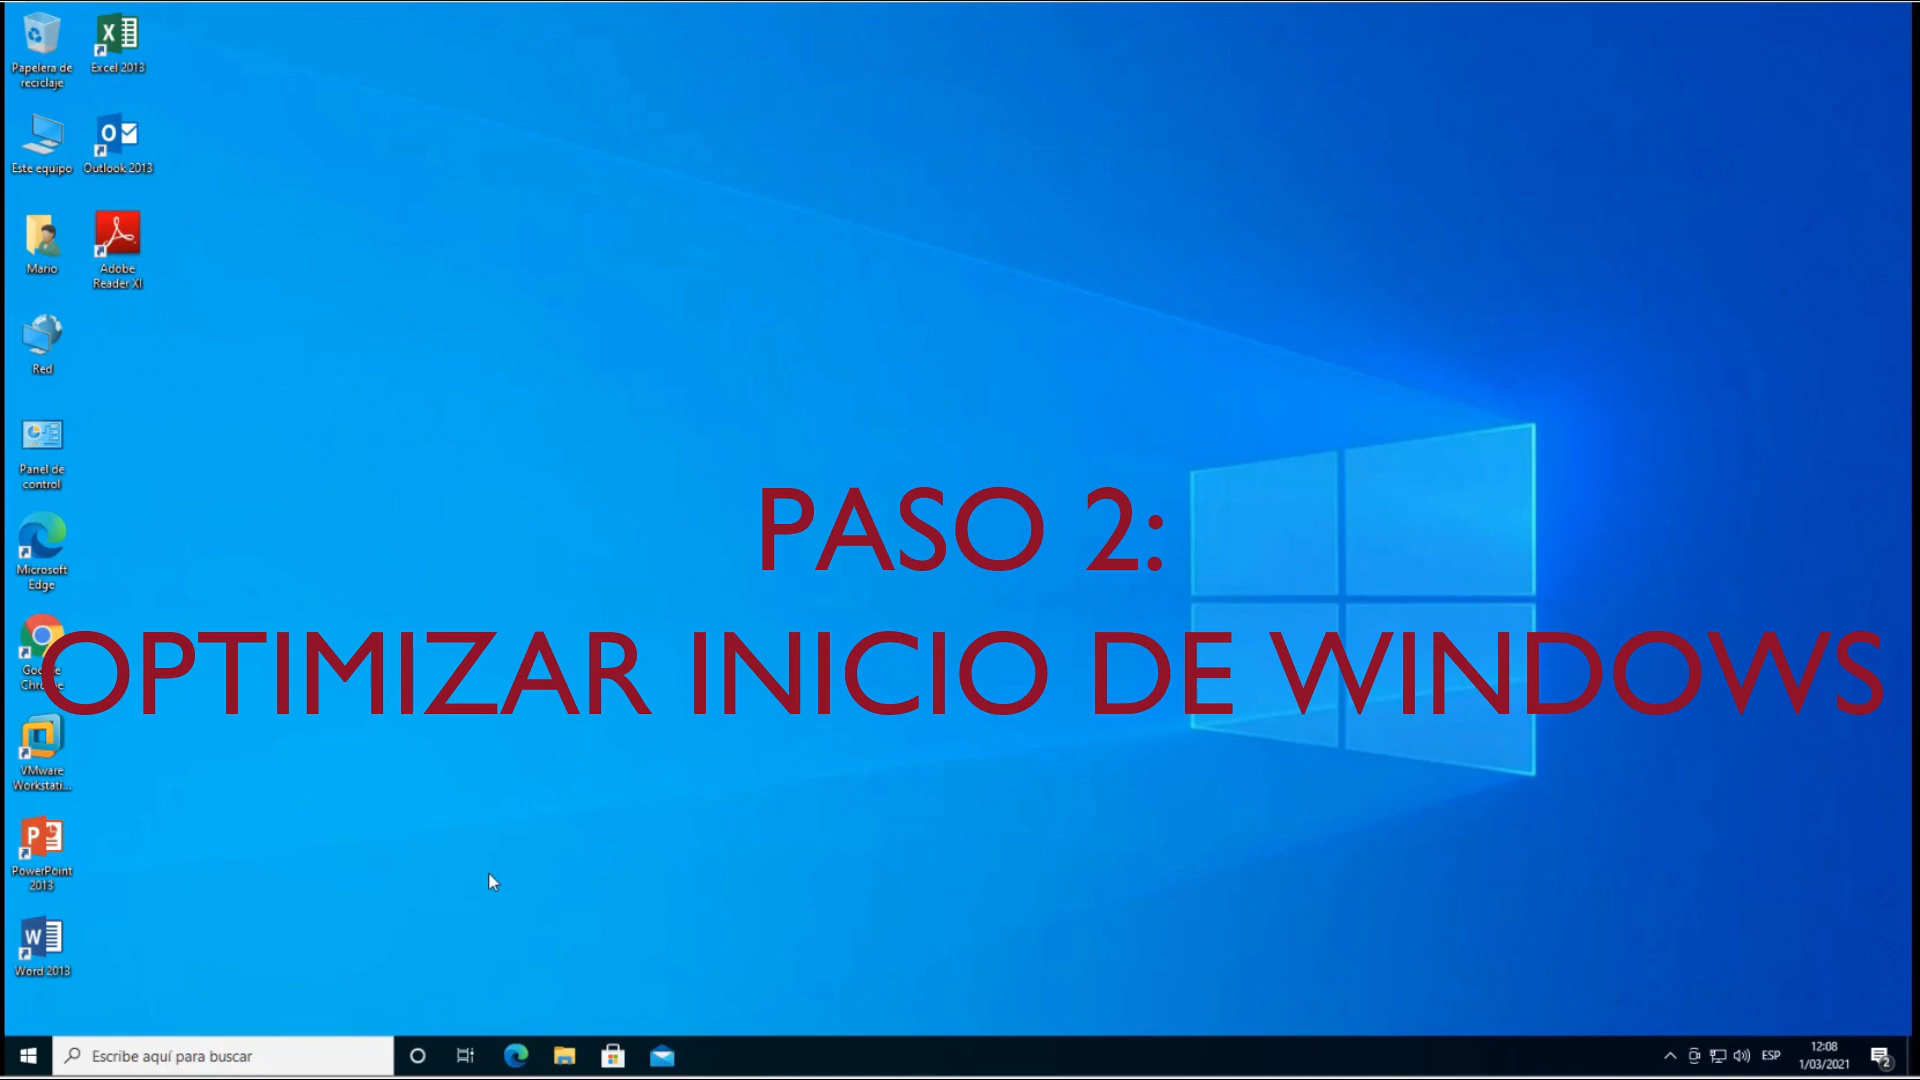 Papelera de
reciclaje
Excel 2013
Este equipo
Outlook 2013
Mario
Adobe
Reader XI
Red
Panel de
control
Microsoft
Edge
PASO 2:
OPTIMIZAR INICIO DE WINDOWS
VMware
Workstati...
PowerPoint
2013
Word 2013
Escribe aquí para buscar
ESP
12:08
1/03/2021
2